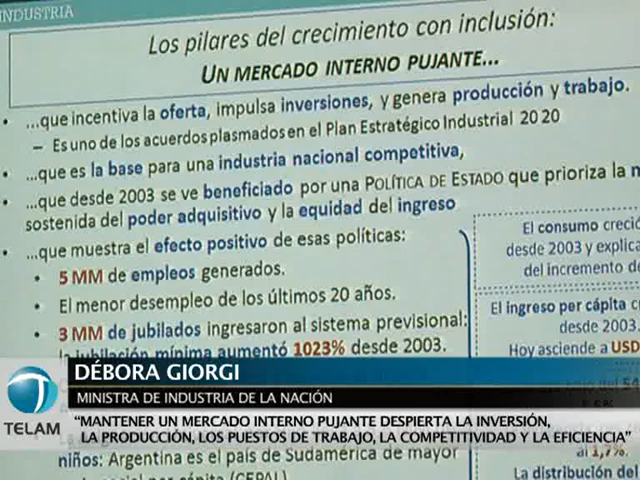 INDUSTRIA
Los pilares del crecimiento con inclusión:
UN MERCADO INTERNO PUJANTE...
• ...que incentiva la oferta, impulsa inversiones, y genera producción y trabajo.
– Es uno de los acuerdos plasmados en el Plan Estratégico Industrial 2020
• ...que es la base para una industria nacional competitiva,
• ...que desde 2003 se ve beneficiado por una POLÍTICA DE ESTADO que prioriza la
sostenida del poder adquisitivo y la equidad del ingreso
• ...que muestra el efecto positivo de esas políticas:
• 5 MM de empleos generados.
• El menor desempleo de los últimos 20 años.
• 3 MM de jubilados ingresaron al sistema previsional:
la jubilación mínima aumentó 1023% desde 2003.
El consumo creció
desde 2003 y explica
del incremento de
El ingreso per cápita
desde 2003.
Hoy asciende a USD
DÉBORA GIORGI
MINISTRA DE INDUSTRIA DE LA NACIÓN
TELAM
“MANTENER UN MERCADO INTERNO PUJANTE DESPIERTA LA INVERSIÓN,
LA PRODUCCIÓN, LOS PUESTOS DE TRABAJO, LA COMPETITIVIDAD Y LA EFICIENCIA”
al 1,7%.
niños: Argentina es el país de Sudamérica de mayor
per cápita (CEPAL)
La distribución del